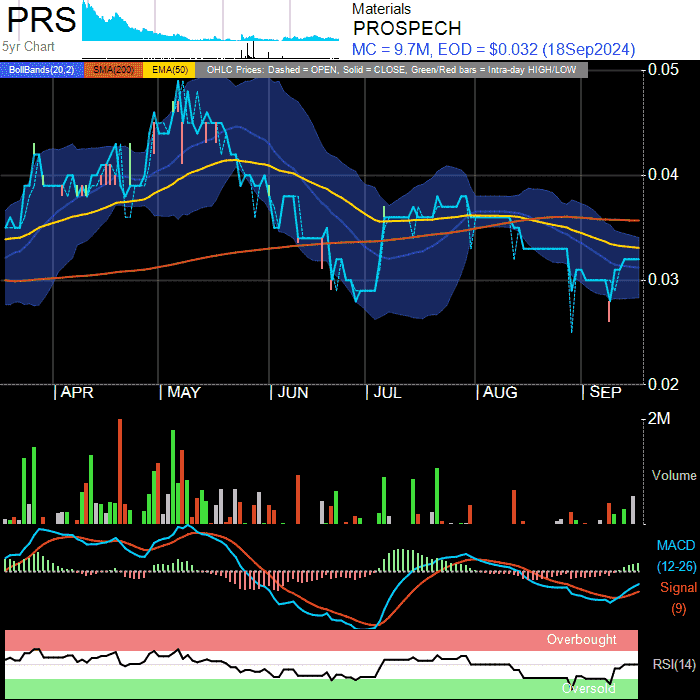 PRS
5yr Chart
Materials
PROSPECH
MC = 9.7M, EOD = $0.032 (18Sep2024)
BollBands(20,2) SMA(200) EMA(50) OHLC Prices: Dashed = OPEN, Solid = CLOSE, Green/Red bars = Intra-day HIGH/LOW
0.05
0.04
0.03
0.02
APR MAY JUN JUL AUG SEP
2M
Volume
MACD
(12-26)
Signal
(9)
Overbought
RSI(14)
Oversold